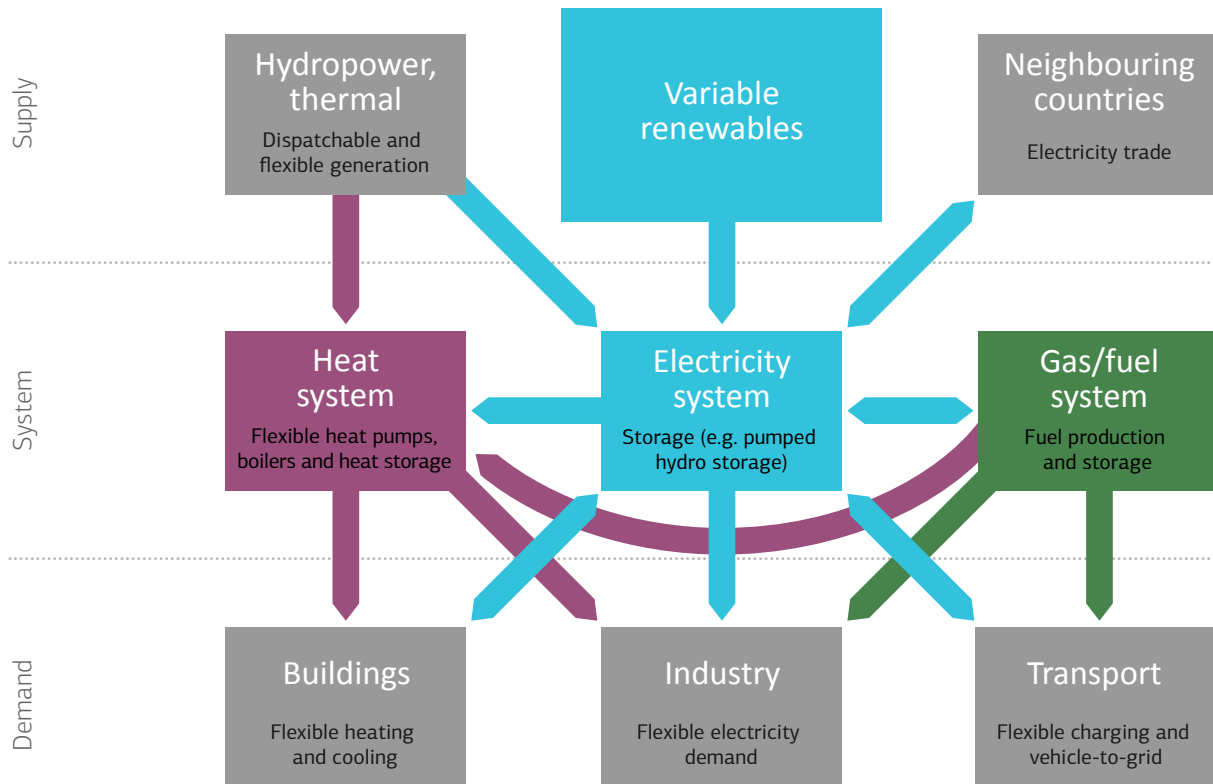 Supply
Hydropower,
thermal
Dispatchable and
flexible generation
Variable
renewables
Neighbouring
countries
Electricity trade
System
Heat
system
Flexible heat pumps,
boilers and heat storage
Electricity
system
Storage (e.g. pumped
hydro storage)
Gas/fuel
system
Fuel production
and storage
Demand
Buildings
Flexible heating
and cooling
Industry
Flexible electricity
demand
Transport
Flexible charging and
vehicle-to-grid